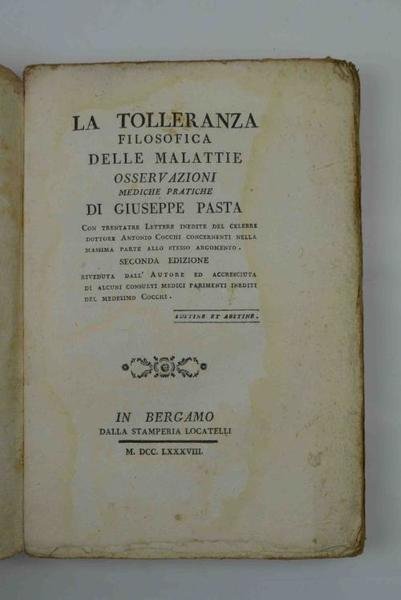 LA TOLLERANZA
FILOSOFICA
DELLE MALATTIE
OSSERVAZIONI
MEDICHE PRATICHE
DI GIUSEPPE PASTA
CON TRENTATRE LETTERE INEDITE DEL CELEBRE
DOTTORE ANTONIO COCCHI CONCERNENTI NELLA
MASSIMA PARTE ALLO STESSO ARGOMENTO.
SECONDA EDIZIONE
RIVEDUTA DALL' AUTORE ED ACCRESCIUTA
DI ALCUNI CONSULTI MEDICI PARIMENTI INEDITI
DEL MEDESIMO COCCHI.
SUSTINE ET ABSTINE.
IN BERGAMO
DALLA STAMPERIA LOCATELLI
M. DCC. LXXXVIII.